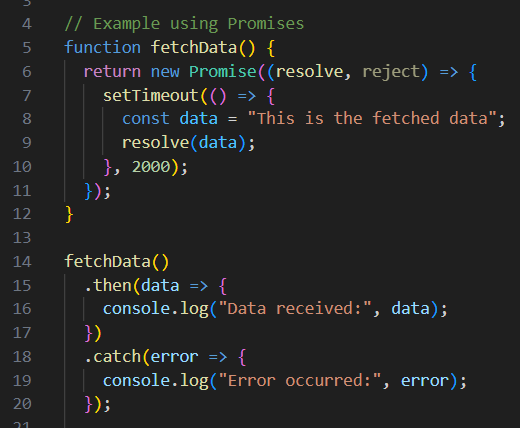 4 // Example using Promises
5 function fetchData() {
6   return new Promise((resolve, reject) => {
7     setTimeout(() => {
8       const data = "This is the fetched data";
9       resolve(data);
10     }, 2000);
11   });
12 }
13
14 fetchData()
15   .then(data => {
16     console.log("Data received:", data);
17   })
18   .catch(error => {
19     console.log("Error occurred:", error);
20   });